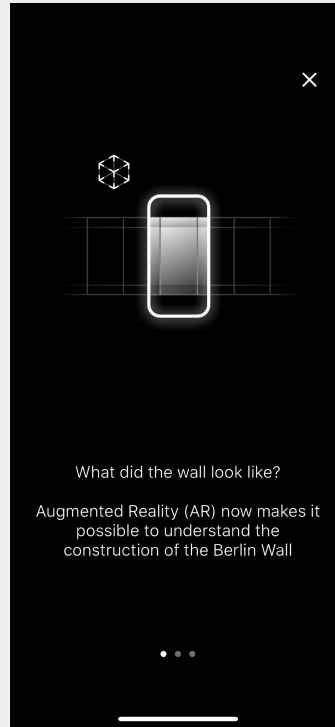 What did the wall look like?
Augmented Reality (AR) now makes it
possible to understand the
construction of the Berlin Wall